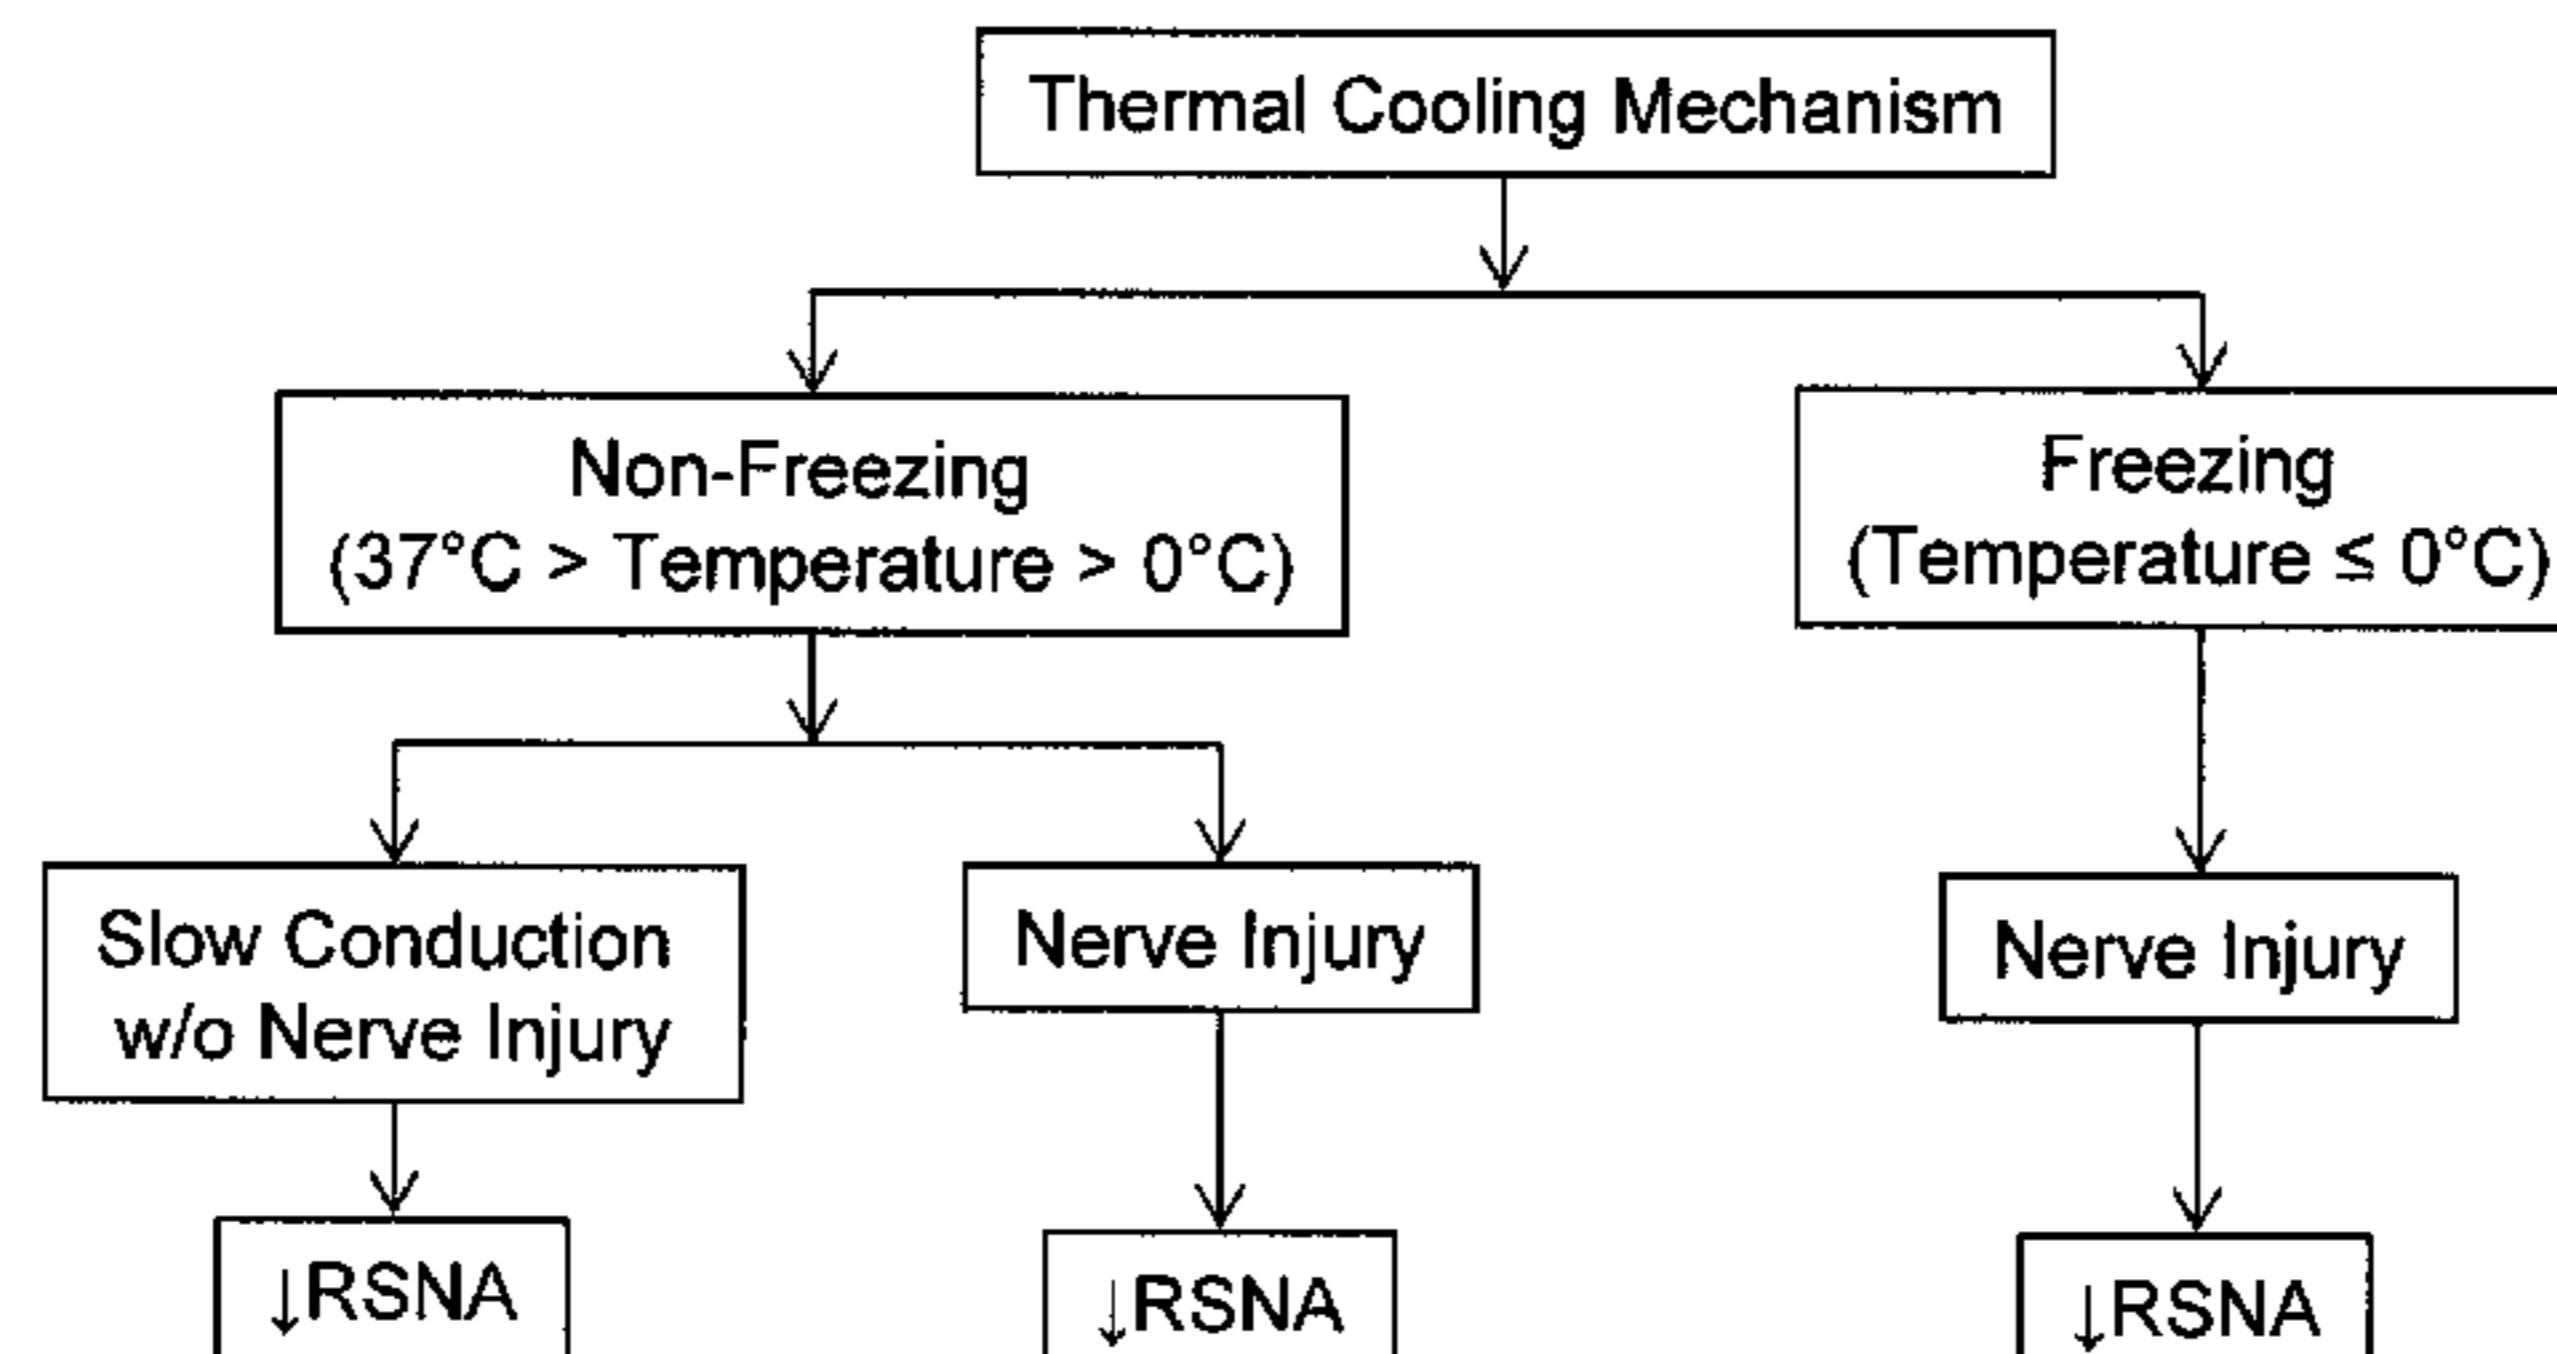 Thermal Cooling Mechanism
Non-Freezing
(37°C > Temperature > 0°C)
Freezing
(Temperature ≤ 0°C)
Slow Conduction
w/o Nerve Injury
Nerve Injury
Nerve Injury
↓RSNA
↓RSNA
↓RSNA